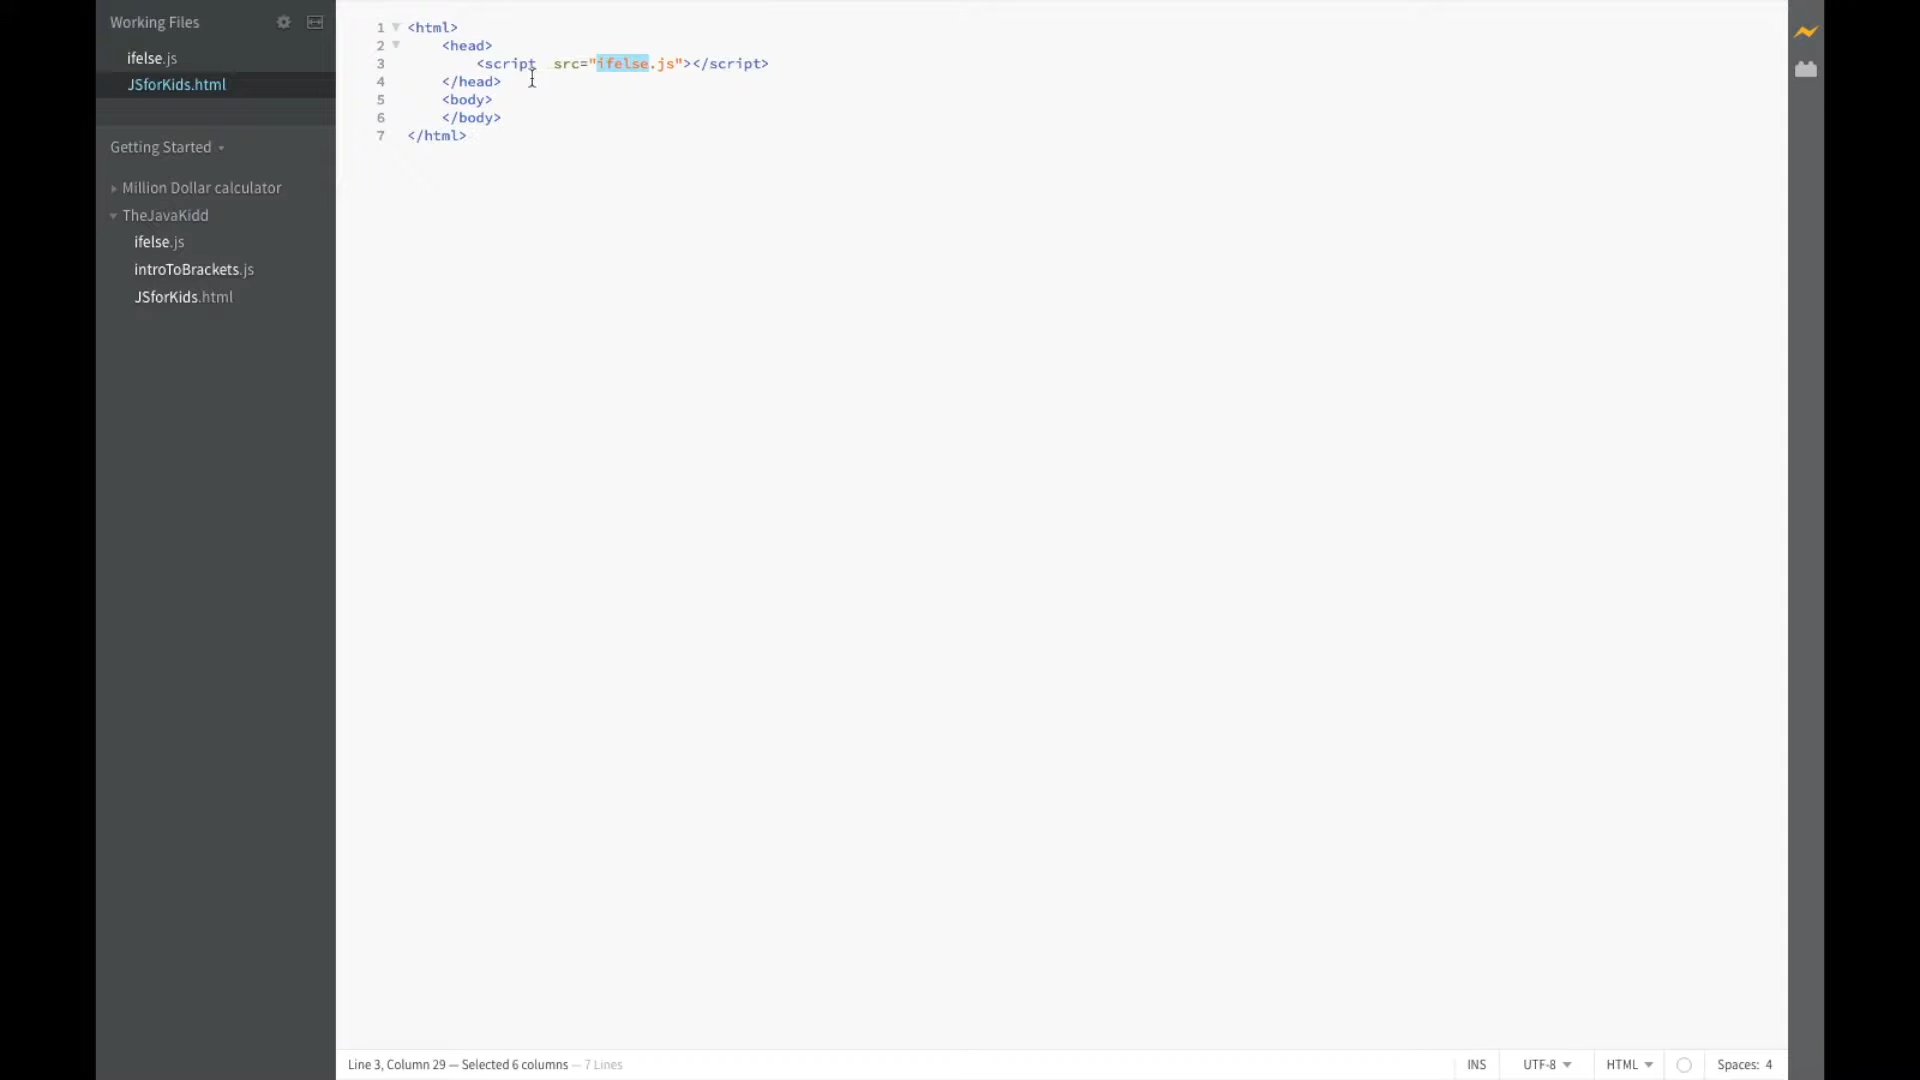 Working Files
ifelse.js
JSforKids.html
Getting Started
Million Dollar calculator
TheJavaKidd
ifelse.js
introToBrackets.js
JSforKids.html
1 <html>
2 <head>
3 <script  src="ifelse.js"></script>
4 </head>
5 <body>
6 </body>
7 </html>
Line 3, Column 29 — Selected 6 columns — 7 Lines
INS UTF-8 HTML Spaces: 4